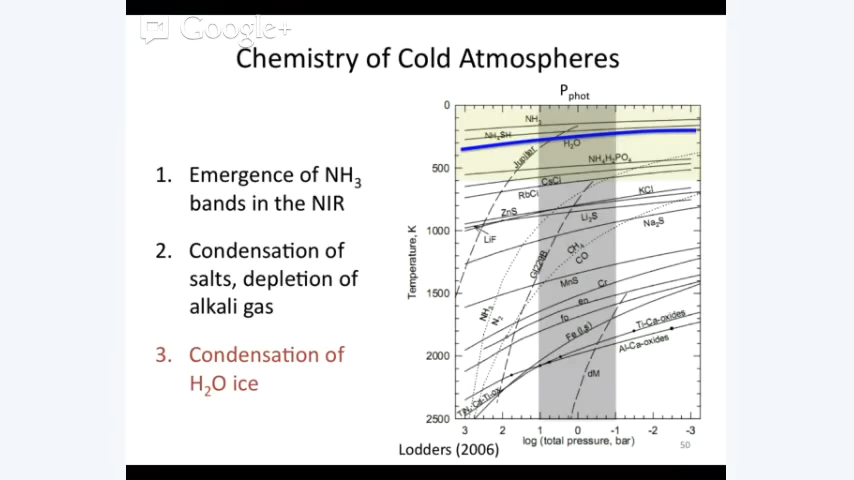 Google+
Chemistry of Cold Atmospheres
P phot
1. Emergence of NH3
bands in the NIR
2. Condensation of
salts, depletion of
alkali gas
3. Condensation of
H2O ice
Temperature, K
0
500
1000
1500
2000
2500
NH3
NH4SH
H2O
Jupiter
NH4H2PO4
CsCl
RbCl
KCl
ZnS
Li2S
Na2S
LiF
CH4
CO
Gl229B
MnS
Cr
en
fo
NH3
N2
Fe (l,s)
Ti-Ca-oxides
Al-Ca-oxides
dM
3 2 1 0 -1 -2 -3
log (total pressure, bar)
Lodders (2006)
50